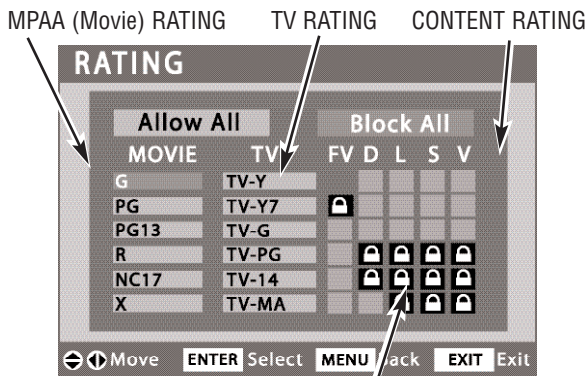 MPAA (Movie) RATING TV RATING CONTENT RATING
RATING
Allow All Block All
MOVIE TV FV D L S V
G TV-Y
PG TV-Y7
PG13 TV-G
R TV-PG
NC17 TV-14
X TV-MA
Move ENTER Select MENU Back EXIT Exit